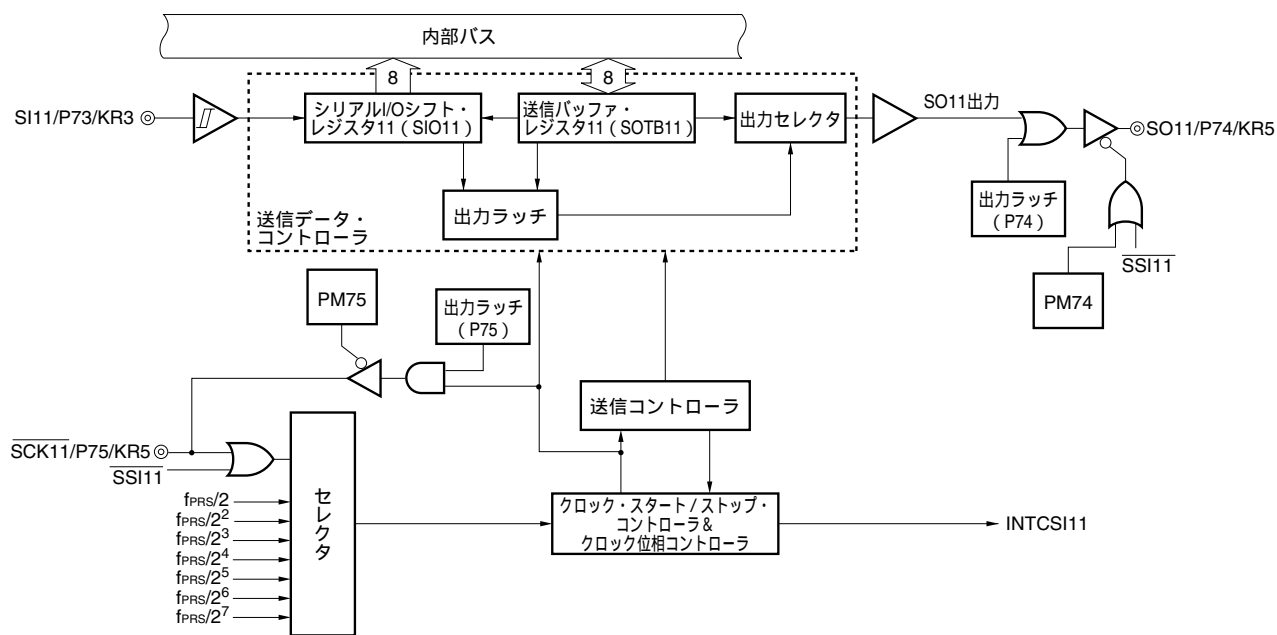 内部バス
8
8
SI11/P73/KR3
シリアルI/Oシフト・
レジスタ11（SIO11）
送信バッファ・
レジスタ11（SOTB11）
出力セレクタ
SO11出力
SO11/P74/KR5
出力ラッチ
出力ラッチ
（P74）
送信データ・
コントローラ
SSI11
PM74
PM75
出力ラッチ
（P75）
送信コントローラ
SCK11/P75/KR5
SSI11
セレクタ
fPRS/2
fPRS/2²
fPRS/2³
fPRS/2⁴
fPRS/2⁵
fPRS/2⁶
fPRS/2⁷
クロック・スタート/ストップ・
コントローラ&
クロック位相コントローラ
INTCSI11